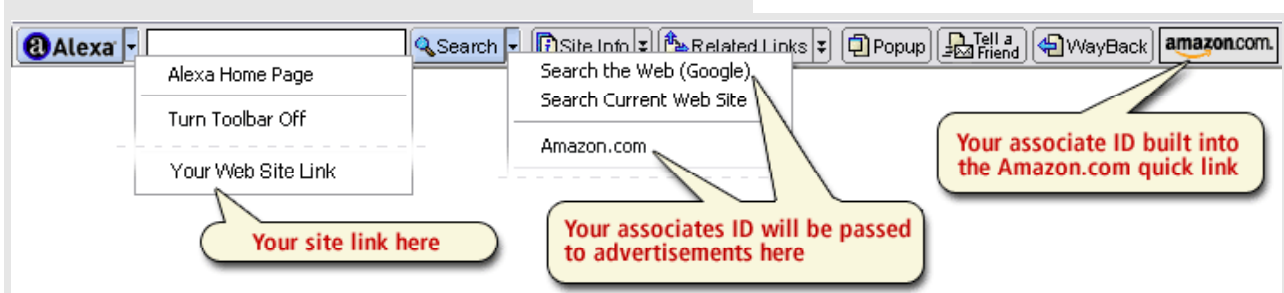 Alexa Search Site Info Related Links Popup Tell a Friend WayBack amazon.com.
Alexa Home Page
Turn Toolbar Off
Your Web Site Link
Search the Web (Google)
Search Current Web Site
Amazon.com
Your site link here
Your associates ID will be passed
to advertisements here
Your associate ID built into
the Amazon.com quick link